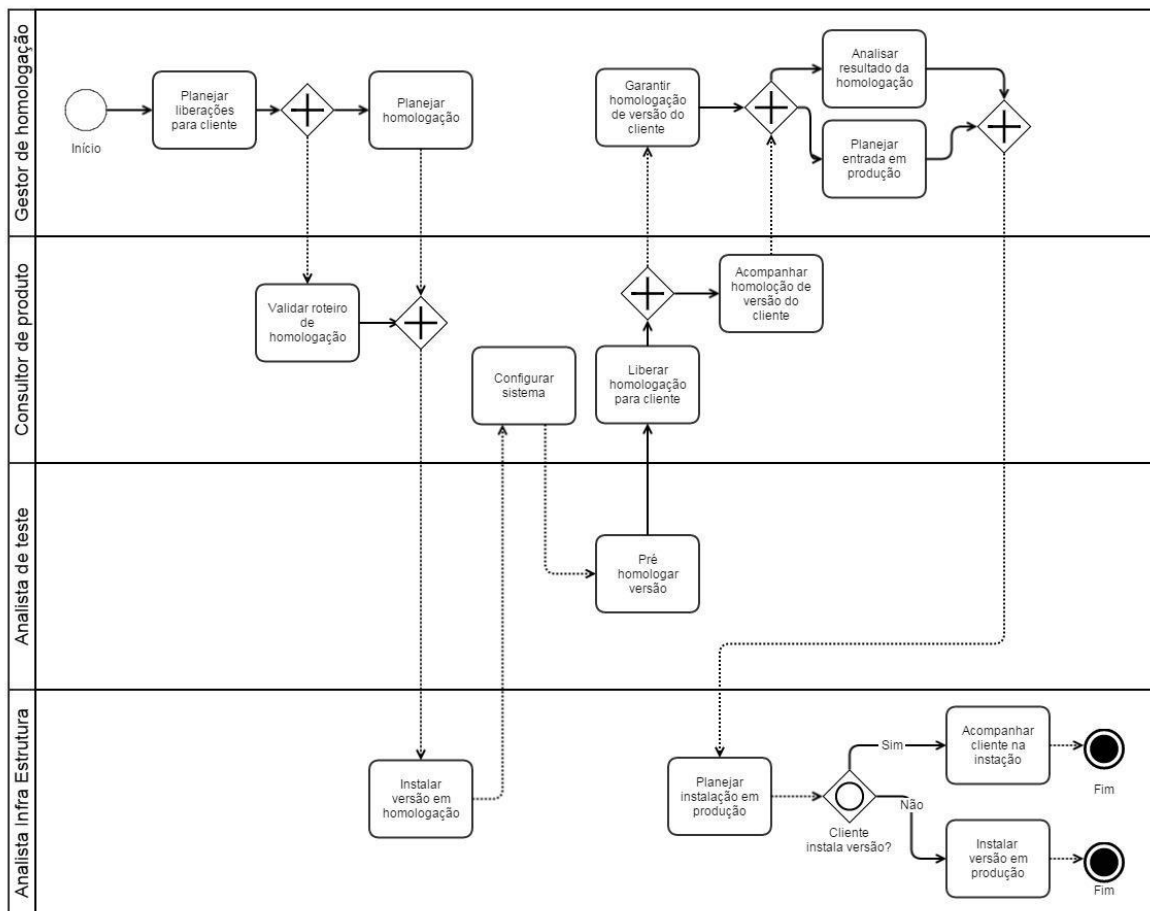 Gestor de homologação
Início
Planejar
liberações
para cliente
Planejar
homologação
Garantir
homologação
de versão do
cliente
Analisar
resultado da
homologação
Planejar
entrada em
produção
Consultor de produto
Validar roteiro
de
homologação
Configurar
sistema
Liberar
homologação
para cliente
Acompanhar
homoloção de
versão do
cliente
Analista de teste
Pré
homologar
versão
Analista Infra Estrutura
Instalar
versão em
homologação
Planejar
instalação em
produção
Cliente
instala versão?
Sim
Acompanhar
cliente na
instação
Fim
Não
Instalar
versão em
produção
Fim